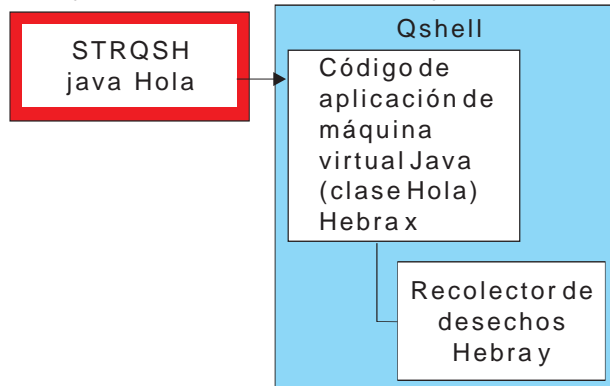 STRQSH
java Hola
Qshell
Código de
aplicación de
máquina
virtual Java
(clase Hola)
Hebra x
Recolector de
desechos
Hebra y